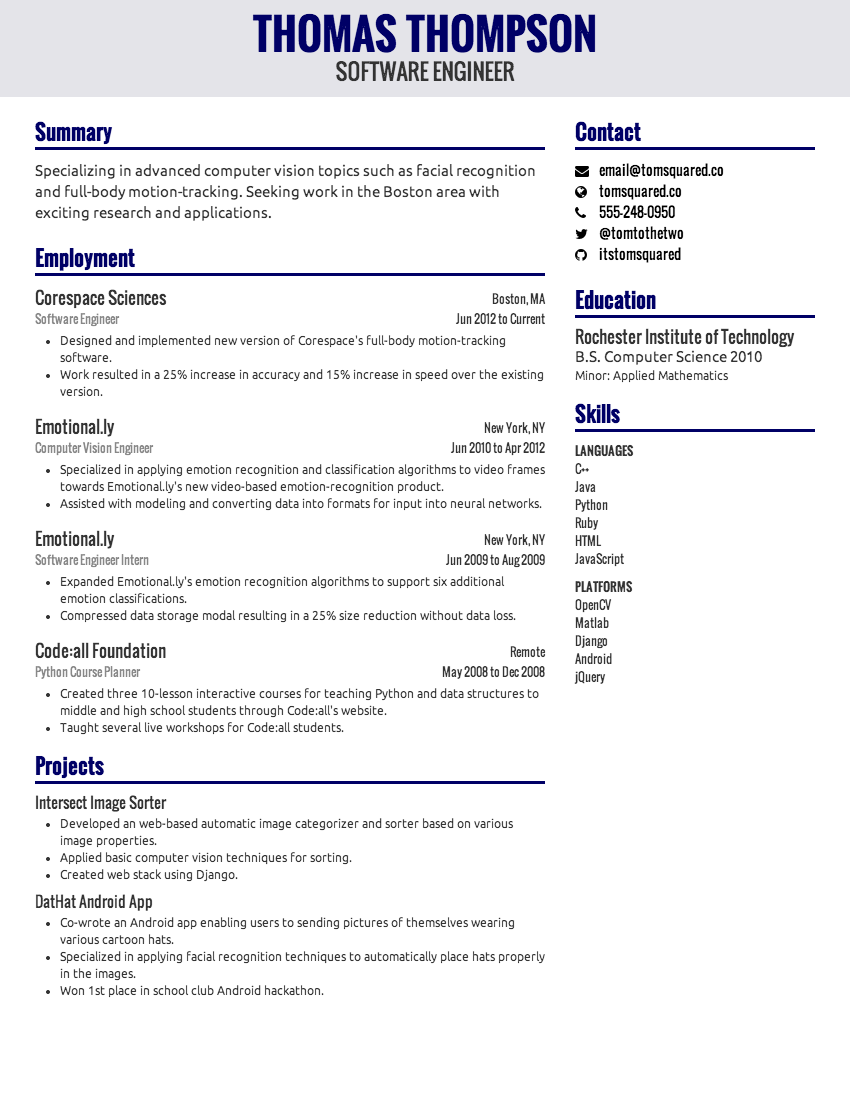 THOMAS THOMPSON
SOFTWARE ENGINEER
Summary
Specializing in advanced computer vision topics such as facial recognition
and full-body motion-tracking. Seeking work in the Boston area with
exciting research and applications.
Employment
Corespace Sciences
Boston, MA
Software Engineer
Jun 2012 to Current
• Designed and implemented new version of Corespace's full-body motion-tracking
software.
• Work resulted in a 25% increase in accuracy and 15% increase in speed over the existing
version.
Emotional.ly
New York, NY
Computer Vision Engineer
Jun 2010 to Apr 2012
• Specialized in applying emotion recognition and classification algorithms to video frames
towards Emotional.ly's new video-based emotion-recognition product.
• Assisted with modeling and converting data into formats for input into neural networks.
Emotional.ly
New York, NY
Software Engineer Intern
Jun 2009 to Aug 2009
• Expanded Emotional.ly's emotion recognition algorithms to support six additional
emotion classifications.
• Compressed data storage modal resulting in a 25% size reduction without data loss.
Code:all Foundation
Remote
Python Course Planner
May 2008 to Dec 2008
• Created three 10-lesson interactive courses for teaching Python and data structures to
middle and high school students through Code:all's website.
• Taught several live workshops for Code:all students.
Projects
Intersect Image Sorter
• Developed an web-based automatic image categorizer and sorter based on various
image properties.
• Applied basic computer vision techniques for sorting.
• Created web stack using Django.
DatHat Android App
• Co-wrote an Android app enabling users to sending pictures of themselves wearing
various cartoon hats.
• Specialized in applying facial recognition techniques to automatically place hats properly
in the images.
• Won 1st place in school club Android hackathon.
Contact
email@tomsquared.co
tomsquared.co
555-248-0950
@tomtothetwo
itstomsquared
Education
Rochester Institute of Technology
B.S. Computer Science 2010
Minor: Applied Mathematics
Skills
LANGUAGES
C++
Java
Python
Ruby
HTML
JavaScript
PLATFORMS
OpenCV
Matlab
Django
Android
jQuery